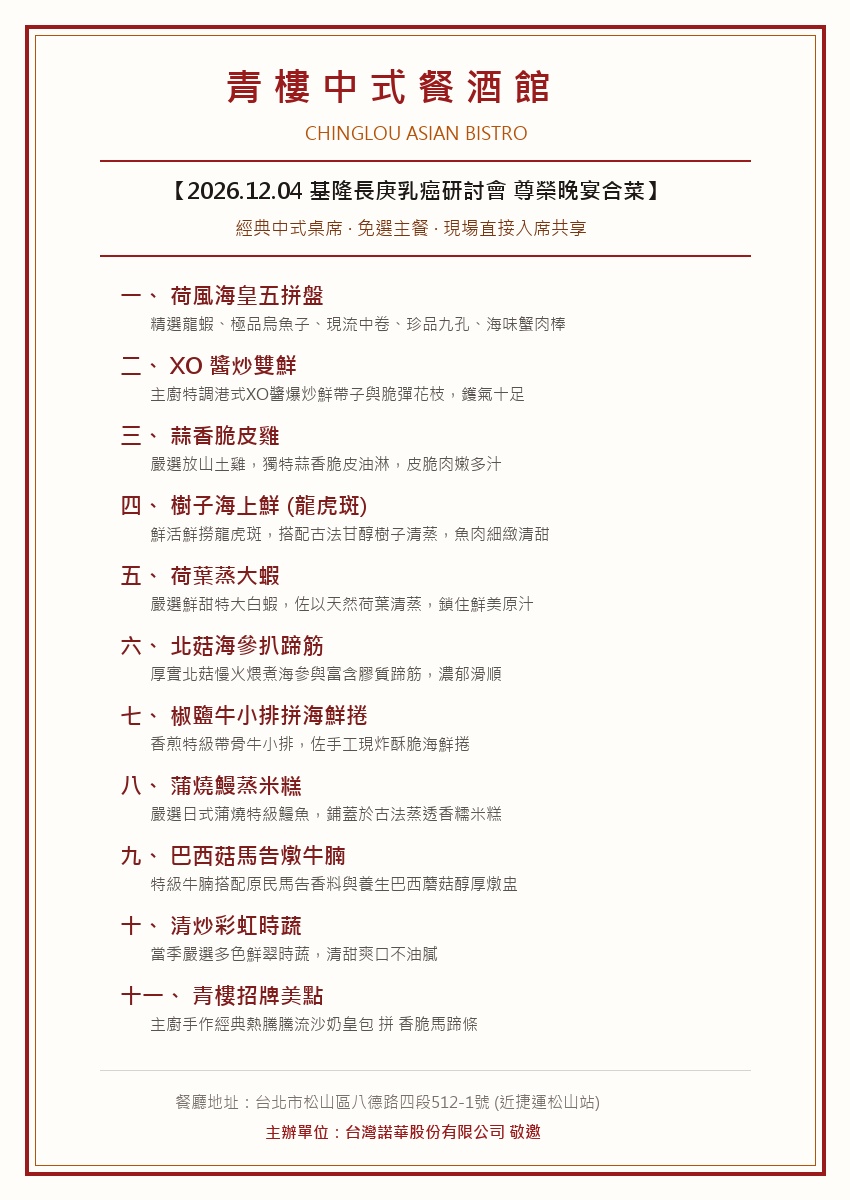 青樓中式餐酒館
CHINGLOU ASIAN BISTRO
【2026.12.04 基隆長庚乳癌研討會 尊榮晚宴合菜】
經典中式桌席 · 免選主餐 · 現場直接入席共享
一、 荷風海皇五拼盤
精選龍蝦、極品烏魚子、現流中卷、珍品九孔、海味蟹肉棒
二、 XO 醬炒雙鮮
主廚特調港式XO醬爆炒鮮帶子與脆彈花枝，鑊氣十足
三、 蒜香脆皮雞
嚴選放山土雞，獨特蒜香脆皮油淋，皮脆肉嫩多汁
四、 樹子海上鮮 (龍虎斑)
鮮活鮮撈龍虎斑，搭配古法甘醇樹子清蒸，魚肉細緻清甜
五、 荷葉蒸大蝦
嚴選鮮甜特大白蝦，佐以天然荷葉清蒸，鎖住鮮美原汁
六、 北菇海參扒蹄筋
厚實北菇慢火煨煮海參與富含膠質蹄筋，濃郁滑順
七、 椒鹽牛小排拼海鮮捲
香煎特級帶骨牛小排，佐手工現炸酥脆海鮮捲
八、 蒲燒鰻蒸米糕
嚴選日式蒲燒特級鰻魚，鋪蓋於古法蒸透香糯米糕
九、 巴西菇馬告燉牛腩
特級牛腩搭配原民馬告香料與養生巴西蘑菇醇厚燉盅
十、 清炒彩虹時蔬
當季嚴選多色鮮翠時蔬，清甜爽口不油膩
十一、 青樓招牌美點
主廚手作經典熱騰騰流沙奶皇包 拼 香脆馬蹄條
餐廳地址：台北市松山區八德路四段512-1號 (近捷運松山站)
主辦單位：台灣諾華股份有限公司 敬邀